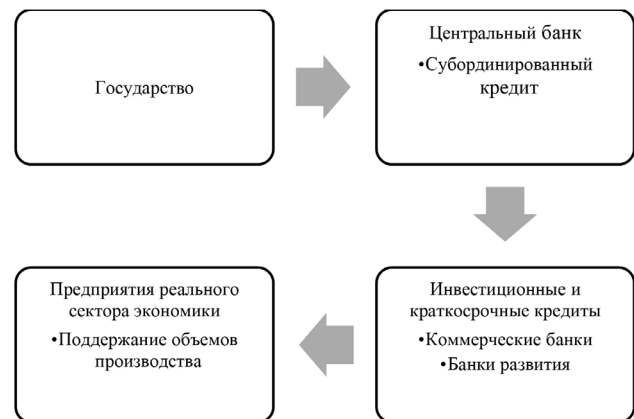 Государство
Центральный банк
•Субординированный
кредит
Инвестиционные и
краткосрочные кредиты
•Коммерческие банки
•Банки развития
Предприятия реального
сектора экономики
•Поддержание объемов
производства